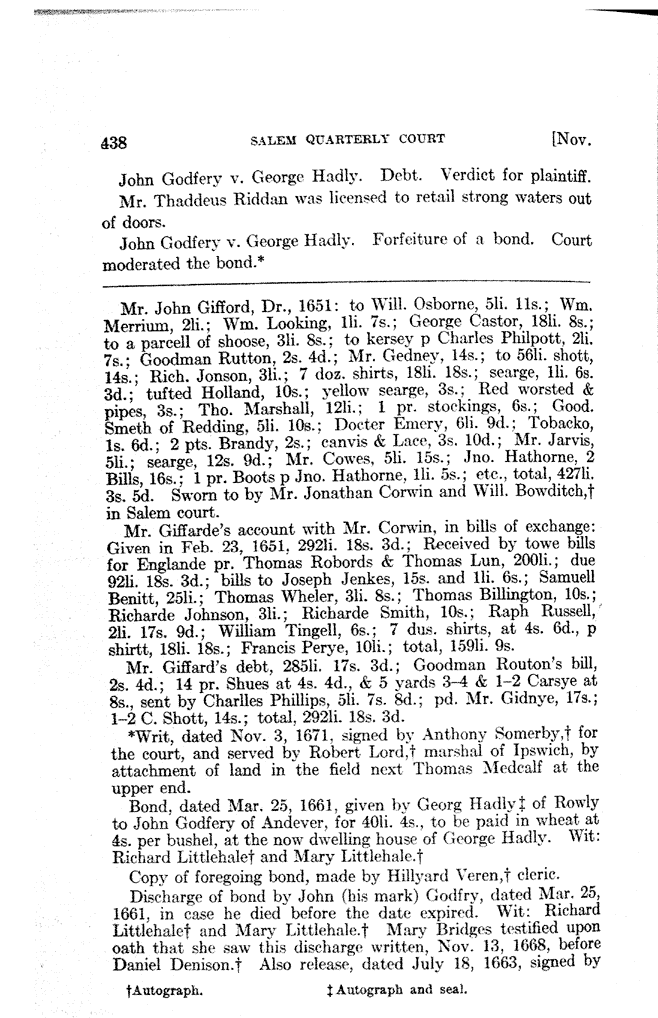 438 SALEM QUARTERLY COURT [Nov.
John Godfery v. George Hadly. Debt. Verdict for plaintiff.
Mr. Thaddeus Riddan was licensed to retail strong waters out
of doors.
John Godfery v. George Hadly. Forfeiture of a bond. Court
moderated the bond.*
Mr. John Gifford, Dr., 1651: to Will. Osborne, 5li. 11s.; Wm.
Merrium, 2li.; Wm. Looking, 1li. 7s.; George Castor, 18li. 8s.;
to a parcell of shoose, 3li. 8s.; to kersey p Charles Philpott, 2li.
7s.; Goodman Rutton, 2s. 4d.; Mr. Gedney, 14s.; to 56li. shott,
14s.; Rich. Jonson, 3li.; 7 doz. shirts, 18li. 18s.; searge, 1li. 6s.
3d.; tufted Holland, 10s.; yellow searge, 3s.; Red worsted &
pipes, 3s.; Tho. Marshall, 12li.; 1 pr. stockings, 6s.; Good.
Smeth of Redding, 5li. 10s.; Docter Emery, 6li. 9d.; Tobacko,
1s. 6d.; 2 pts. Brandy, 2s.; canvis & Lace, 3s. 10d.; Mr. Jarvis,
5li.; searge, 12s. 9d.; Mr. Cowes, 5li. 15s.; Jno. Hathorne, 2
Bills, 16s.; 1 pr. Boots p Jno. Hathorne, 1li. 5s.; etc., total, 427li.
3s. 5d. Sworn to by Mr. Jonathan Corwin and Will. Bowditch,†
in Salem court.
Mr. Giffarde's account with Mr. Corwin, in bills of exchange:
Given in Feb. 23, 1651, 292li. 18s. 3d.; Received by towe bills
for Englande pr. Thomas Robords & Thomas Lun, 200li.; due
92li. 18s. 3d.; bills to Joseph Jenkes, 15s. and 1li. 6s.; Samuell
Benitt, 25li.; Thomas Wheler, 3li. 8s.; Thomas Billington, 10s.;
Richarde Johnson, 3li.; Richarde Smith, 10s.; Raph Russell,
2li. 17s. 9d.; William Tingell, 6s.; 7 dus. shirts, at 4s. 6d., p
shirtt, 18li. 18s.; Francis Perye, 10li.; total, 159li. 9s.
Mr. Giffard's debt, 285li. 17s. 3d.; Goodman Routon's bill,
2s. 4d.; 14 pr. Shues at 4s. 4d., & 5 yards 3-4 & 1-2 Carsye at
8s., sent by Charlles Phillips, 5li. 7s. 8d.; pd. Mr. Gidnye, 17s.;
1-2 C. Shott, 14s.; total, 292li. 18s. 3d.
*Writ, dated Nov. 3, 1671, signed by Anthony Somerby,† for
the court, and served by Robert Lord,† marshal of Ipswich, by
attachment of land in the field next Thomas Medcalf at the
upper end.
Bond, dated Mar. 25, 1661, given by Georg Hadly‡ of Rowly
to John Godfery of Andever, for 40li. 4s., to be paid in wheat at
4s. per bushel, at the now dwelling house of George Hadly. Wit:
Richard Littlehale† and Mary Littlehale.†
Copy of foregoing bond, made by Hillyard Veren,† cleric.
Discharge of bond by John (his mark) Godfry, dated Mar. 25,
1661, in case he died before the date expired. Wit: Richard
Littlehale† and Mary Littlehale.† Mary Bridges testified upon
oath that she saw this discharge written, Nov. 13, 1668, before
Daniel Denison.† Also release, dated July 18, 1663, signed by
†Autograph. ‡Autograph and seal.